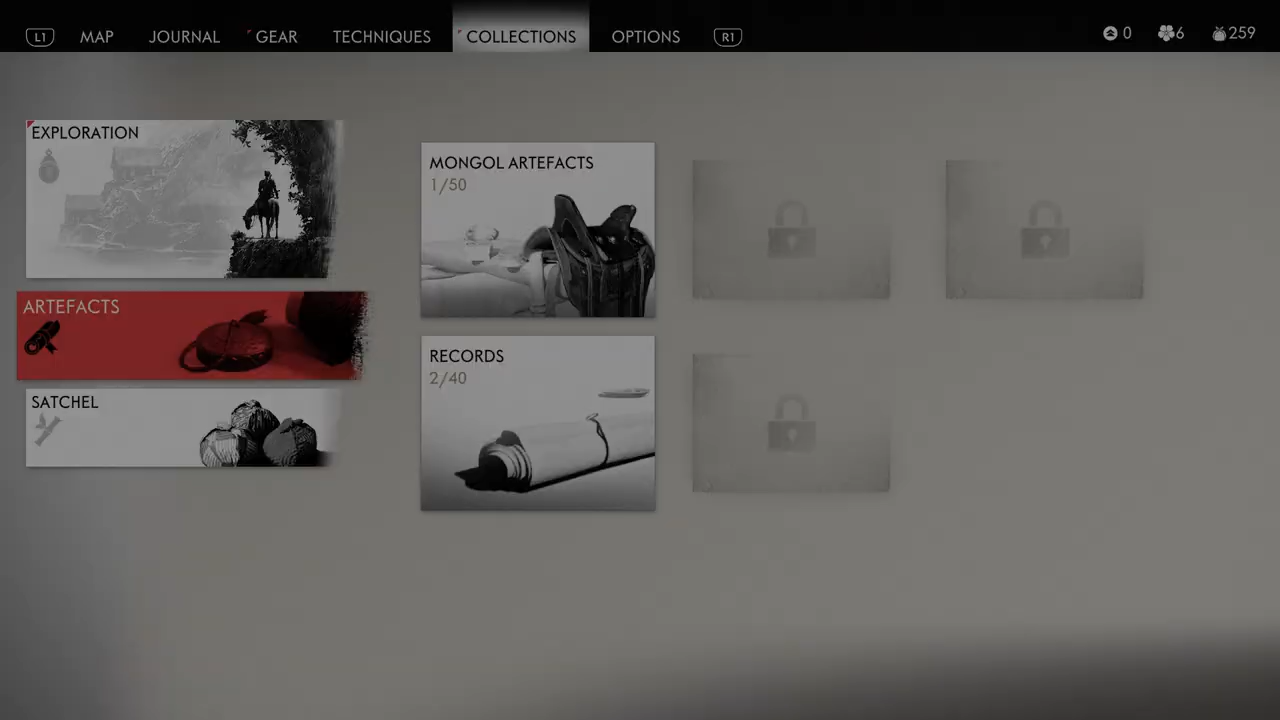 L1 MAP JOURNAL GEAR TECHNIQUES COLLECTIONS OPTIONS R1 0 6 259
EXPLORATION
MONGOL ARTEFACTS
1/50
ARTEFACTS
RECORDS
2/40
SATCHEL